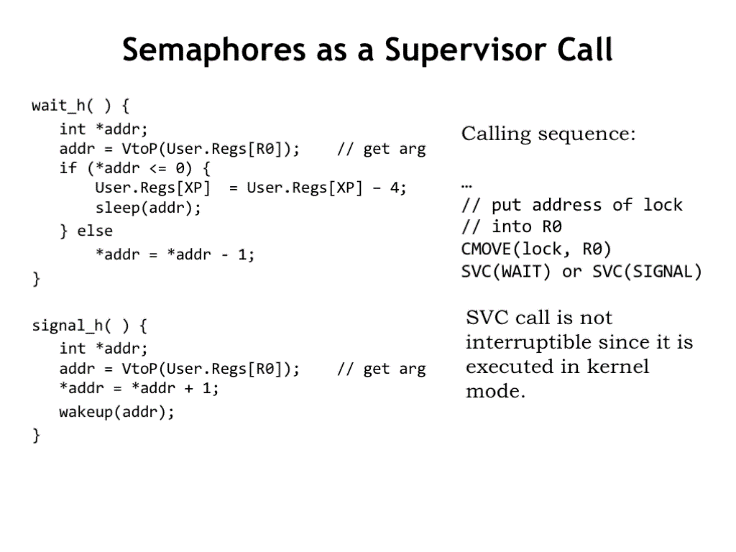 Semaphores as a Supervisor Call
wait_h( ) {
int *addr;
addr = VtoP(User.Regs[R0]);    // get arg
if (*addr <= 0) {
User.Regs[XP]  = User.Regs[XP] – 4;
sleep(addr);
} else
*addr = *addr - 1;
}
signal_h( ) {
int *addr;
addr = VtoP(User.Regs[R0]);    // get arg
*addr = *addr + 1;
wakeup(addr);
}
Calling sequence:
…
// put address of lock
// into R0
CMOVE(lock, R0)
SVC(WAIT) or SVC(SIGNAL)
SVC call is not
interruptible since it is
executed in kernel
mode.